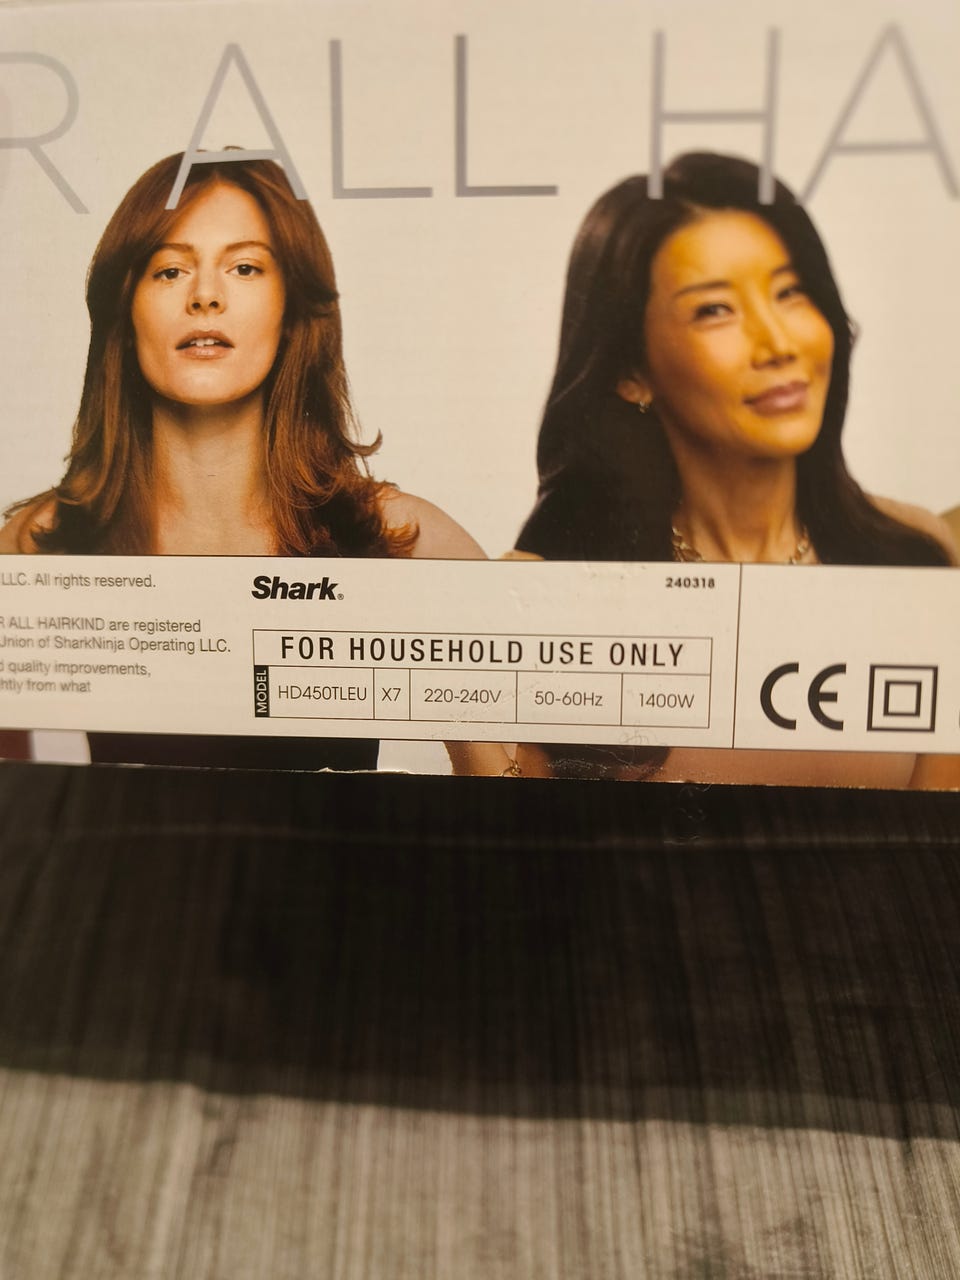 R ALL HA
LLC. All rights reserved.
R ALL HAIRKIND are registered
Union of SharkNinja Operating LLC.
d quality improvements,
htly from what
Shark®
240318
FOR HOUSEHOLD USE ONLY
MODEL HD450TLEU X7 220-240V 50-60Hz 1400W
CE